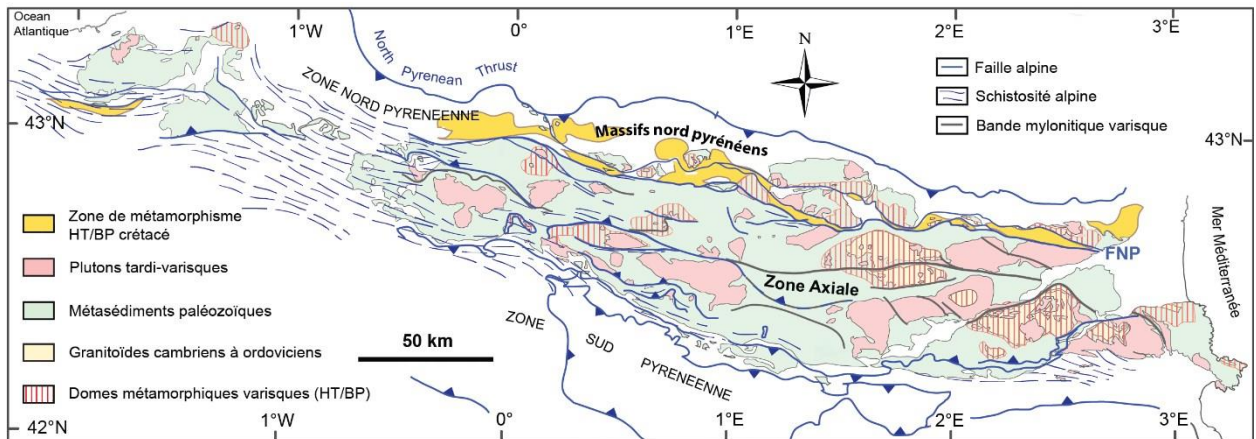 Ocean
Atlantique
1°W
0°
1°E
2°E
3°E
N
North Pyrenean Thrust
ZONE NORD PYRENEENNE
Faille alpine
Schistosité alpine
Bande mylonitique varisque
43°N
43°N
Massifs nord pyrénéens
Zone de métamorphisme
HT/BP crétacé
Plutons tardi-varisques
Métasédiments paléozoïques
Granitoïdes cambriens à ordoviciens
Domes métamorphiques varisques (HT/BP)
FNP
Mer Méditerranée
Zone Axiale
50 km
ZONE
SUD
PYRENEENNE
42°N
1°W
0°
1°E
2°E
3°E